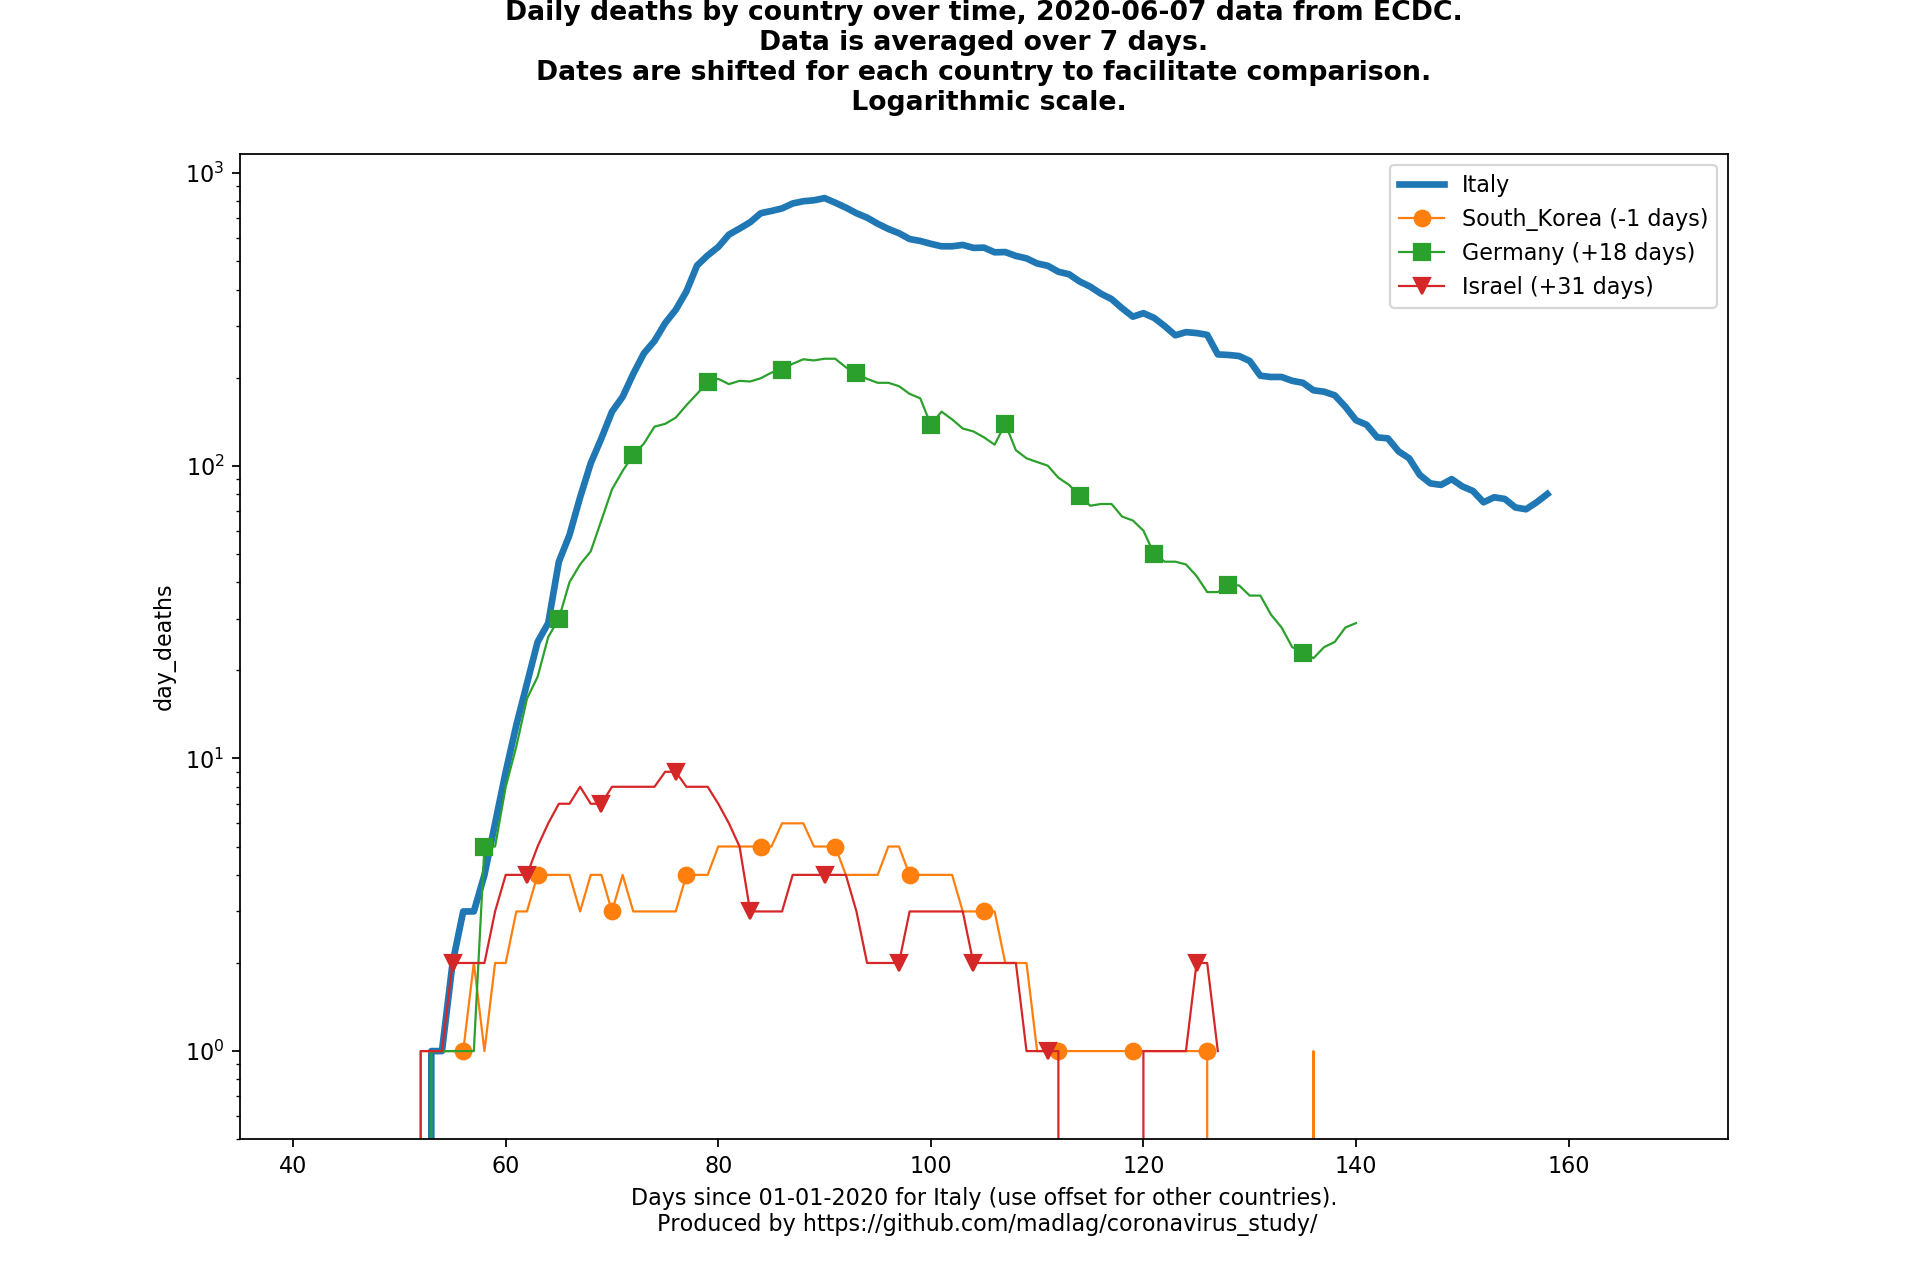 Daily deaths by country over time, 2020-06-07 data from ECDC.
Data is averaged over 7 days.
Dates are shifted for each country to facilitate comparison.
Logarithmic scale.
10³
10²
10¹
10⁰
day_deaths
Italy
South_Korea (-1 days)
Germany (+18 days)
Israel (+31 days)
40 60 80 100 120 140 160
Days since 01-01-2020 for Italy (use offset for other countries).
Produced by https://github.com/madlag/coronavirus_study/